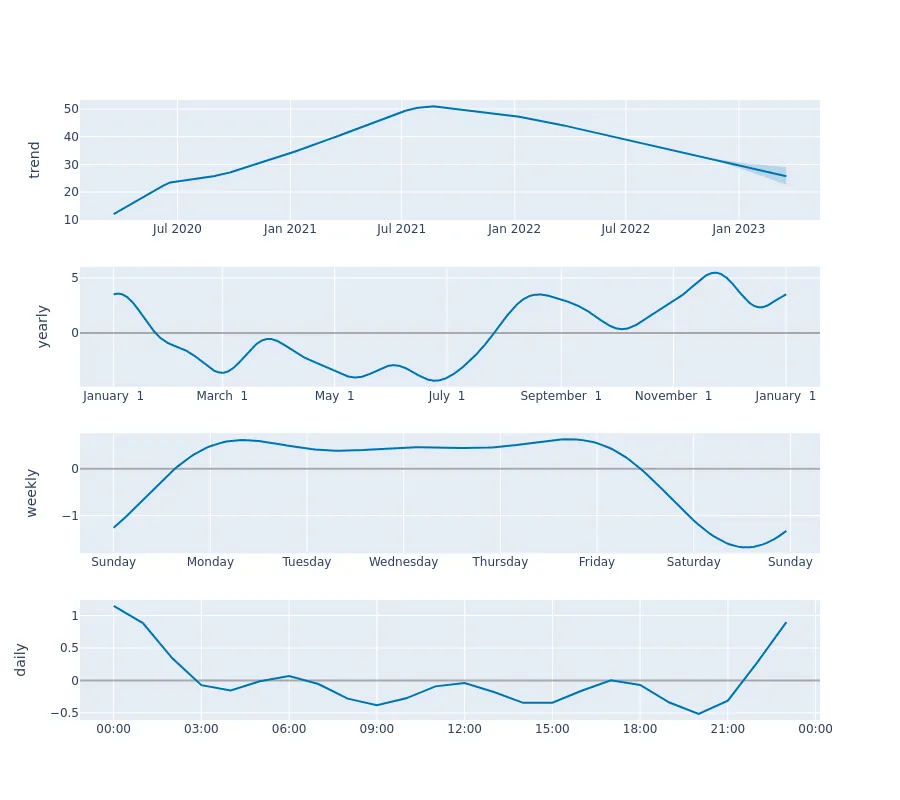 trend
50
40
30
20
10
Jul 2020 Jan 2021 Jul 2021 Jan 2022 Jul 2022 Jan 2023
yearly
5
0
January 1 March 1 May 1 July 1 September 1 November 1 January 1
weekly
0
−1
Sunday Monday Tuesday Wednesday Thursday Friday Saturday Sunday
daily
1
0.5
0
−0.5
00:00 03:00 06:00 09:00 12:00 15:00 18:00 21:00 00:00